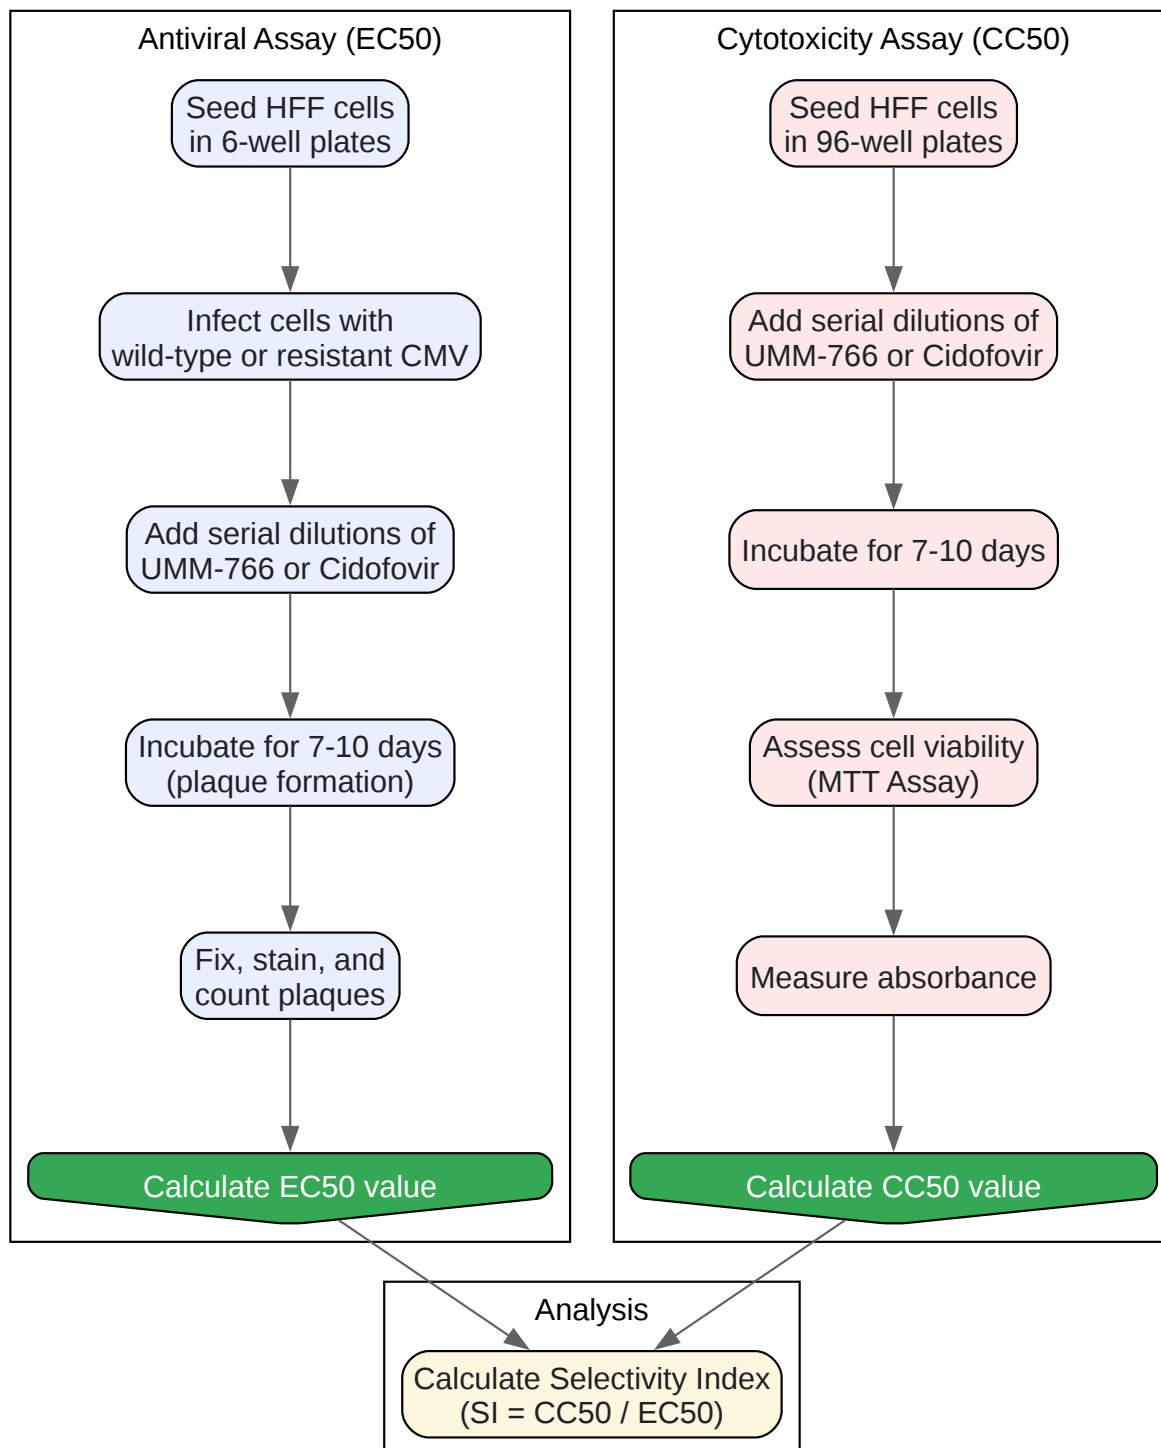 Antiviral Assay (EC50)
Seed HFF cells
in 6-well plates
Infect cells with
wild-type or resistant CMV
Add serial dilutions of
UMM-766 or Cidofovir
Incubate for 7-10 days
(plaque formation)
Fix, stain, and
count plaques
Calculate EC50 value
Cytotoxicity Assay (CC50)
Seed HFF cells
in 96-well plates
Add serial dilutions of
UMM-766 or Cidofovir
Incubate for 7-10 days
Assess cell viability
(MTT Assay)
Measure absorbance
Calculate CC50 value
Analysis
Calculate Selectivity Index
(SI = CC50 / EC50)